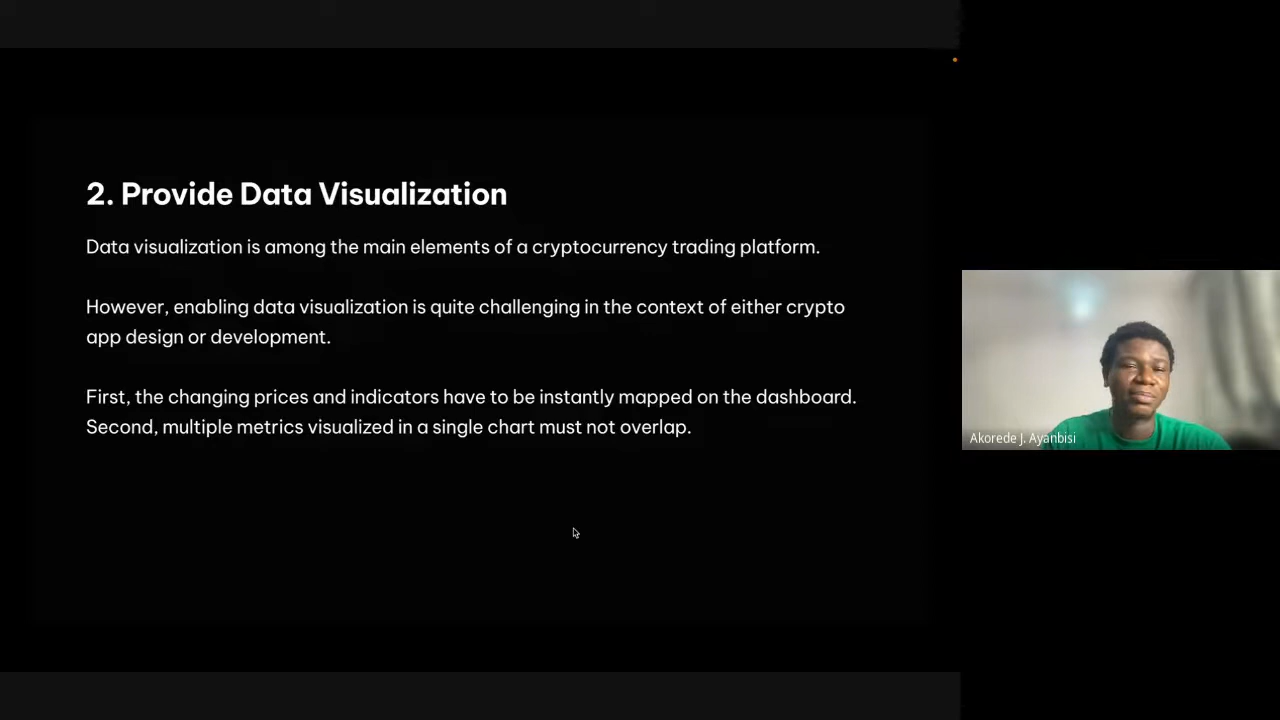 2. Provide Data Visualization
Data visualization is among the main elements of a cryptocurrency trading platform.
However, enabling data visualization is quite challenging in the context of either crypto
app design or development.
First, the changing prices and indicators have to be instantly mapped on the dashboard.
Second, multiple metrics visualized in a single chart must not overlap.
Akorede J. Ayanbisi